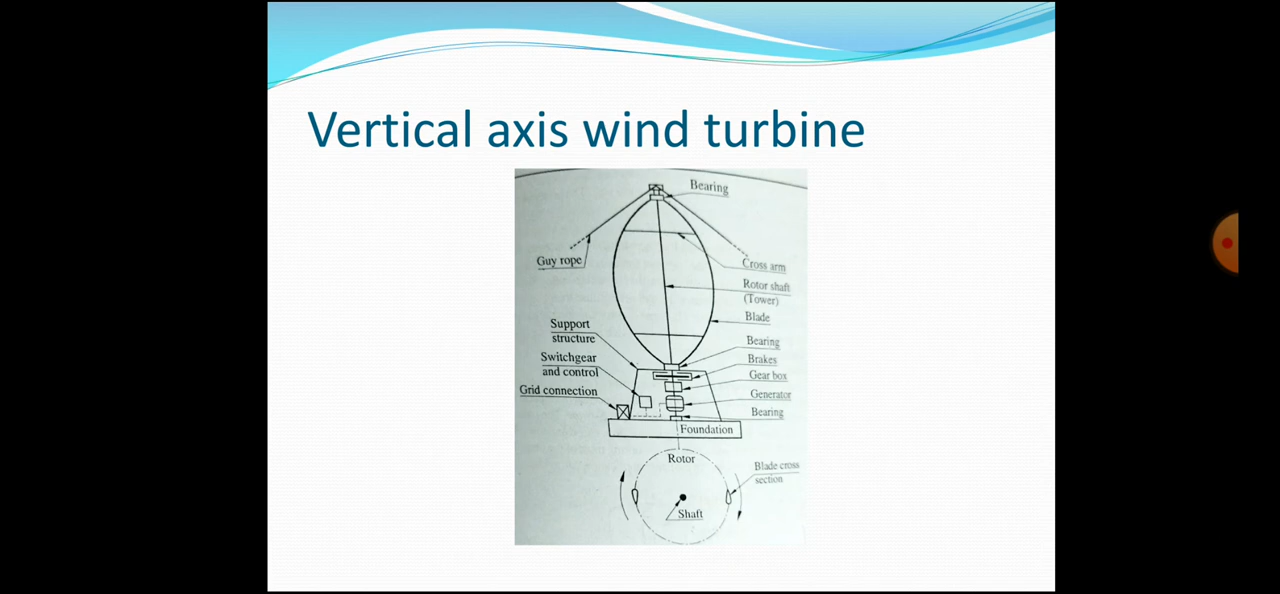 Vertical axis wind turbine
Bearing
Guy rope
Cross arm
Rotor shaft
(Tower)
Blade
Support
structure
Bearing
Switchgear
and control
Brakes
Gear box
Grid connection
Generator
Bearing
Foundation
Rotor
Blade cross
section
Shaft